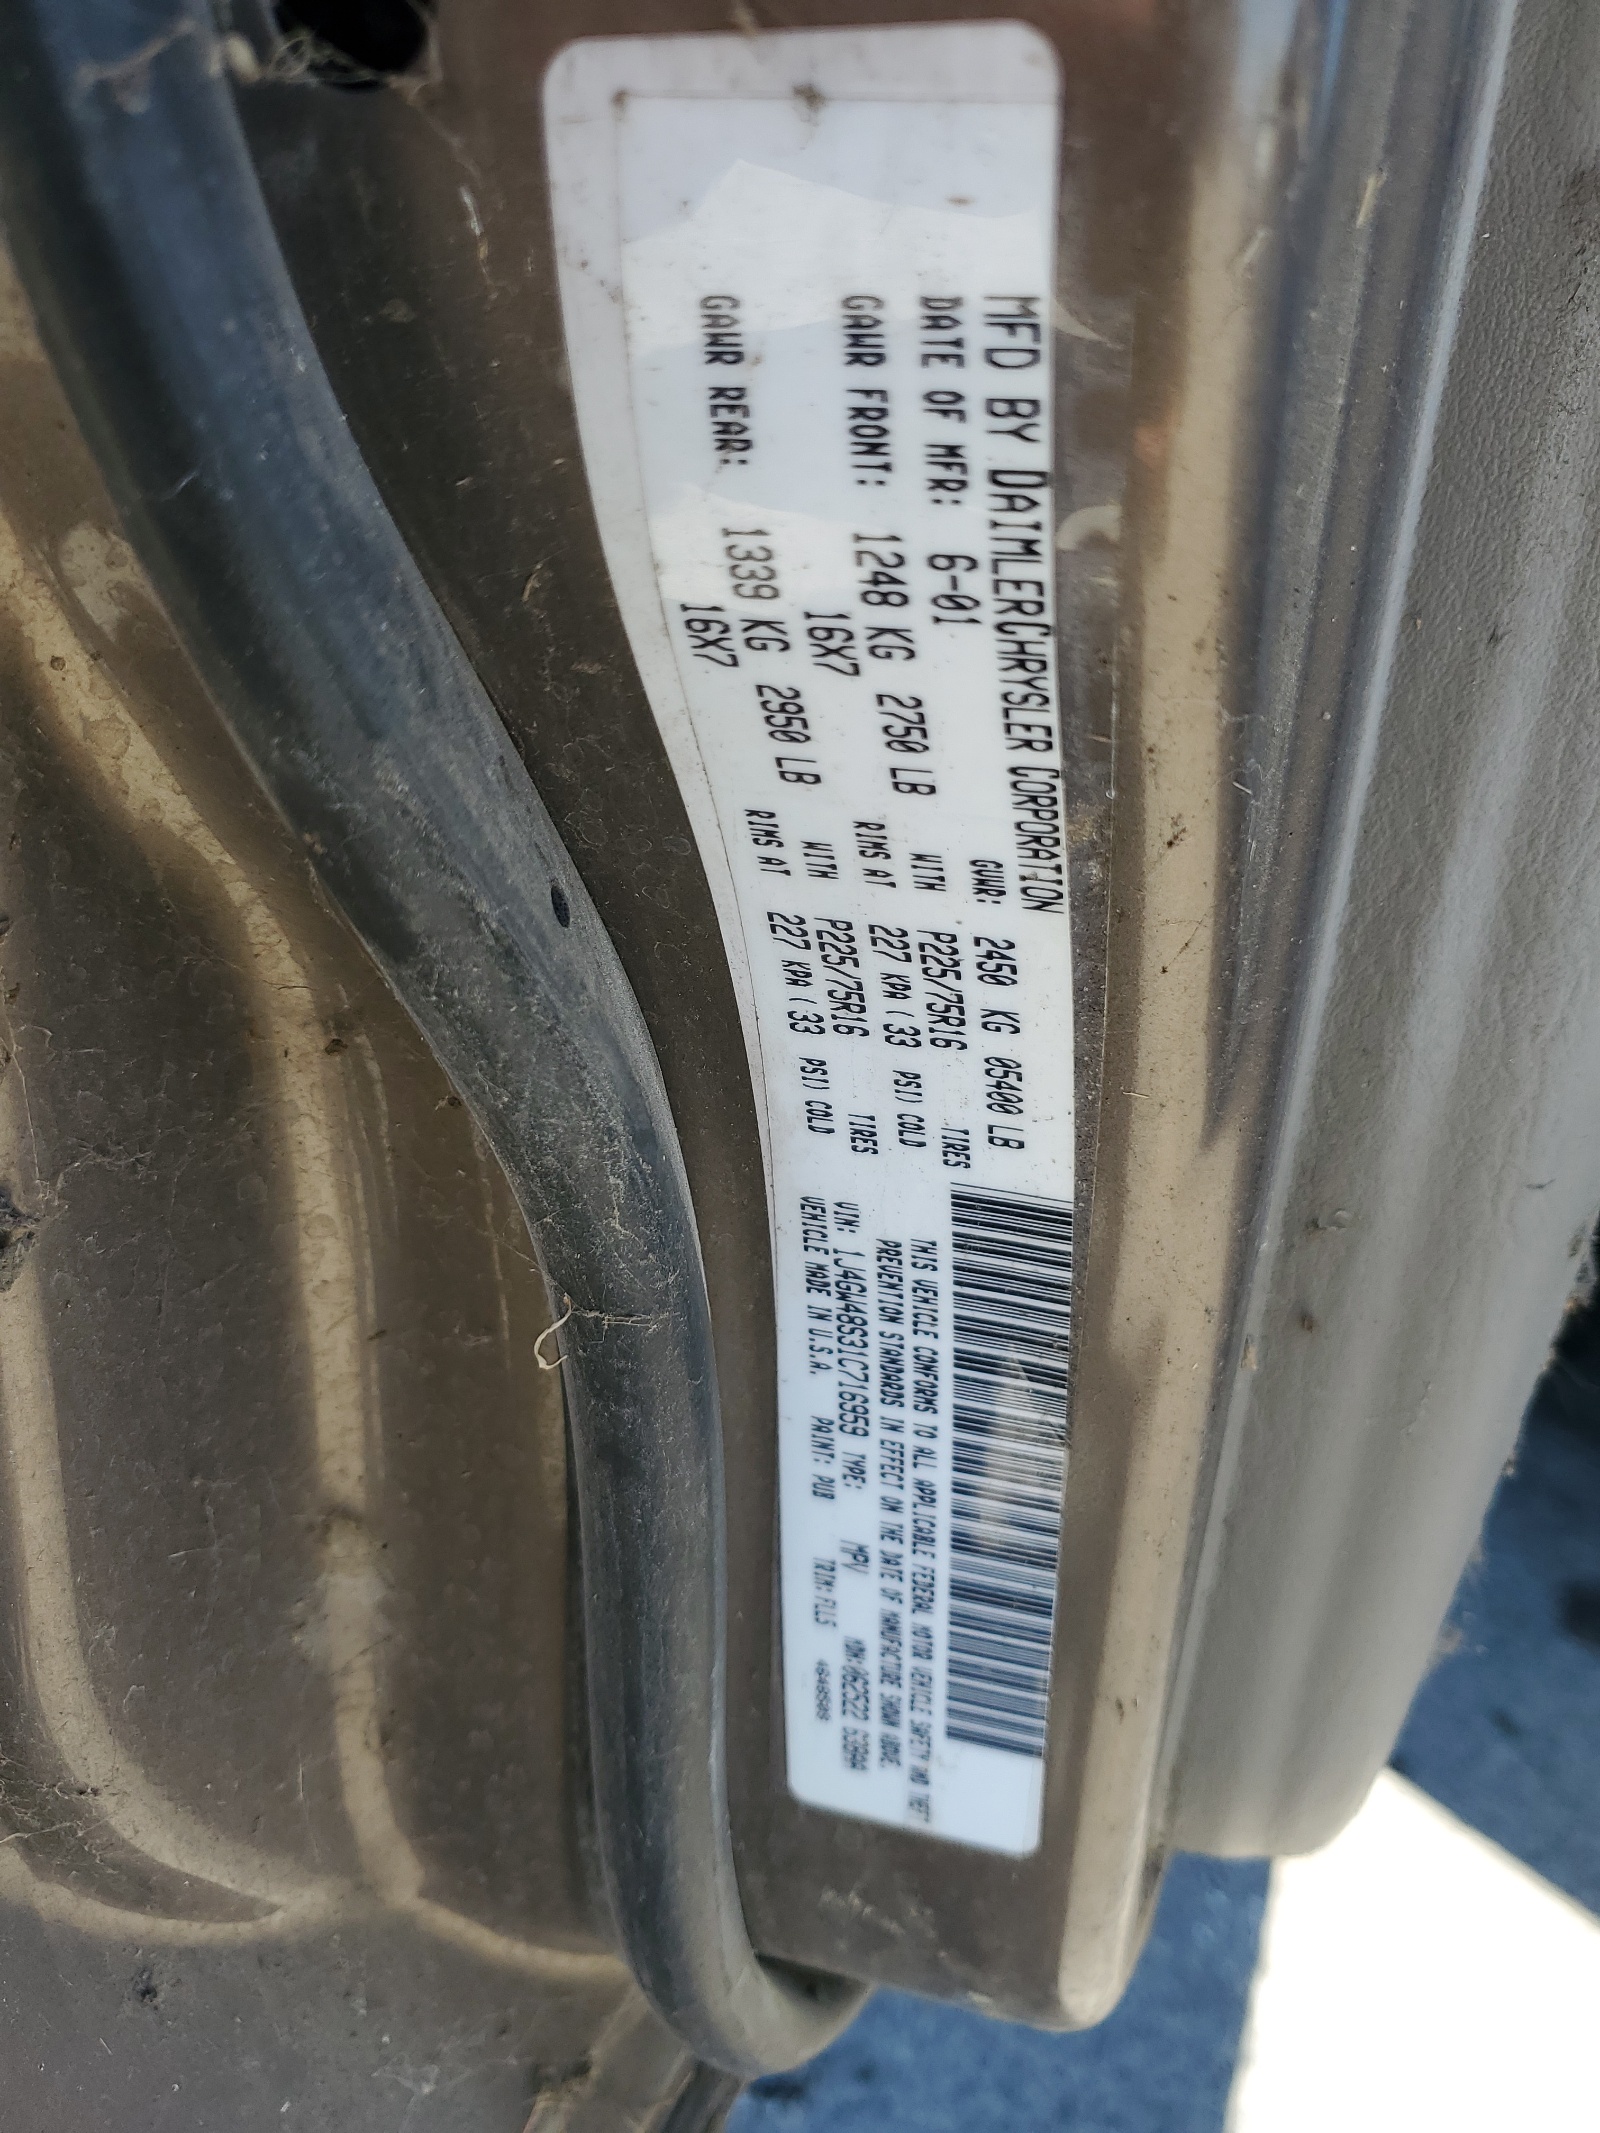 MFD BY DAIMLERCHRYSLER CORPORATION
DATE OF MFR: 6-01 GVWR: 2450 KG 05400 LB
GAWR FRONT: 1248 KG 2750 LB WITH P225/75R16 TIRES
16X7 RIMS AT 227 KPA ( 33 PSI) COLD
GAWR REAR: 1339 KG 2950 LB WITH P225/75R16 TIRES
16X7 RIMS AT 227 KPA ( 33 PSI) COLD
THIS VEHICLE CONFORMS TO ALL APPLICABLE FEDERAL MOTOR VEHICLE SAFETY AND THEFT
PREVENTION STANDARDS IN EFFECT ON THE DATE OF MANUFACTURE SHOWN ABOVE.
VIN: 1J4GW48S31C716959 TYPE: MPV
VEHICLE MADE IN U.S.A. PAINT: PUB TRIM: